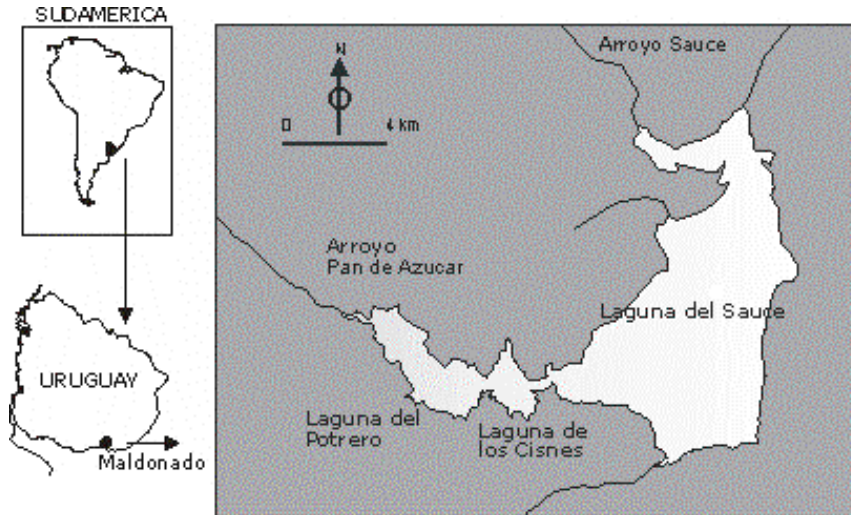 SUDAMERICA
N
0 4 km
Arroyo Sauce
Arroyo
Pan de Azucar
Laguna del Sauce
URUGUAY
Laguna del
Potrero
Laguna de
los Cisnes
Maldonado